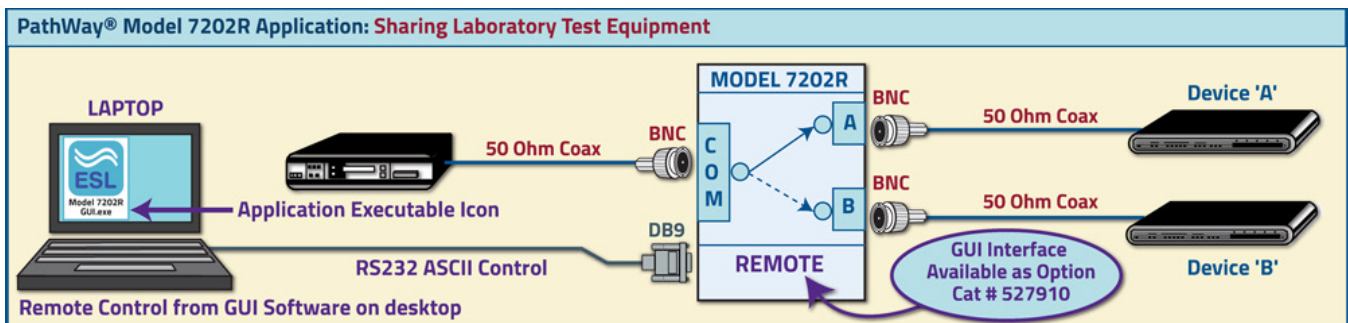 PathWay® Model 7202R Application: Sharing Laboratory Test Equipment
LAPTOP
ESL
Model 7202R
GUI.exe
Application Executable Icon
50 Ohm Coax
BNC
MODEL 7202R
C
O
M
A
B
REMOTE
DB9
RS232 ASCII Control
Remote Control from GUI Software on desktop
BNC
50 Ohm Coax
Device 'A'
BNC
50 Ohm Coax
Device 'B'
GUI Interface
Available as Option
Cat # 527910